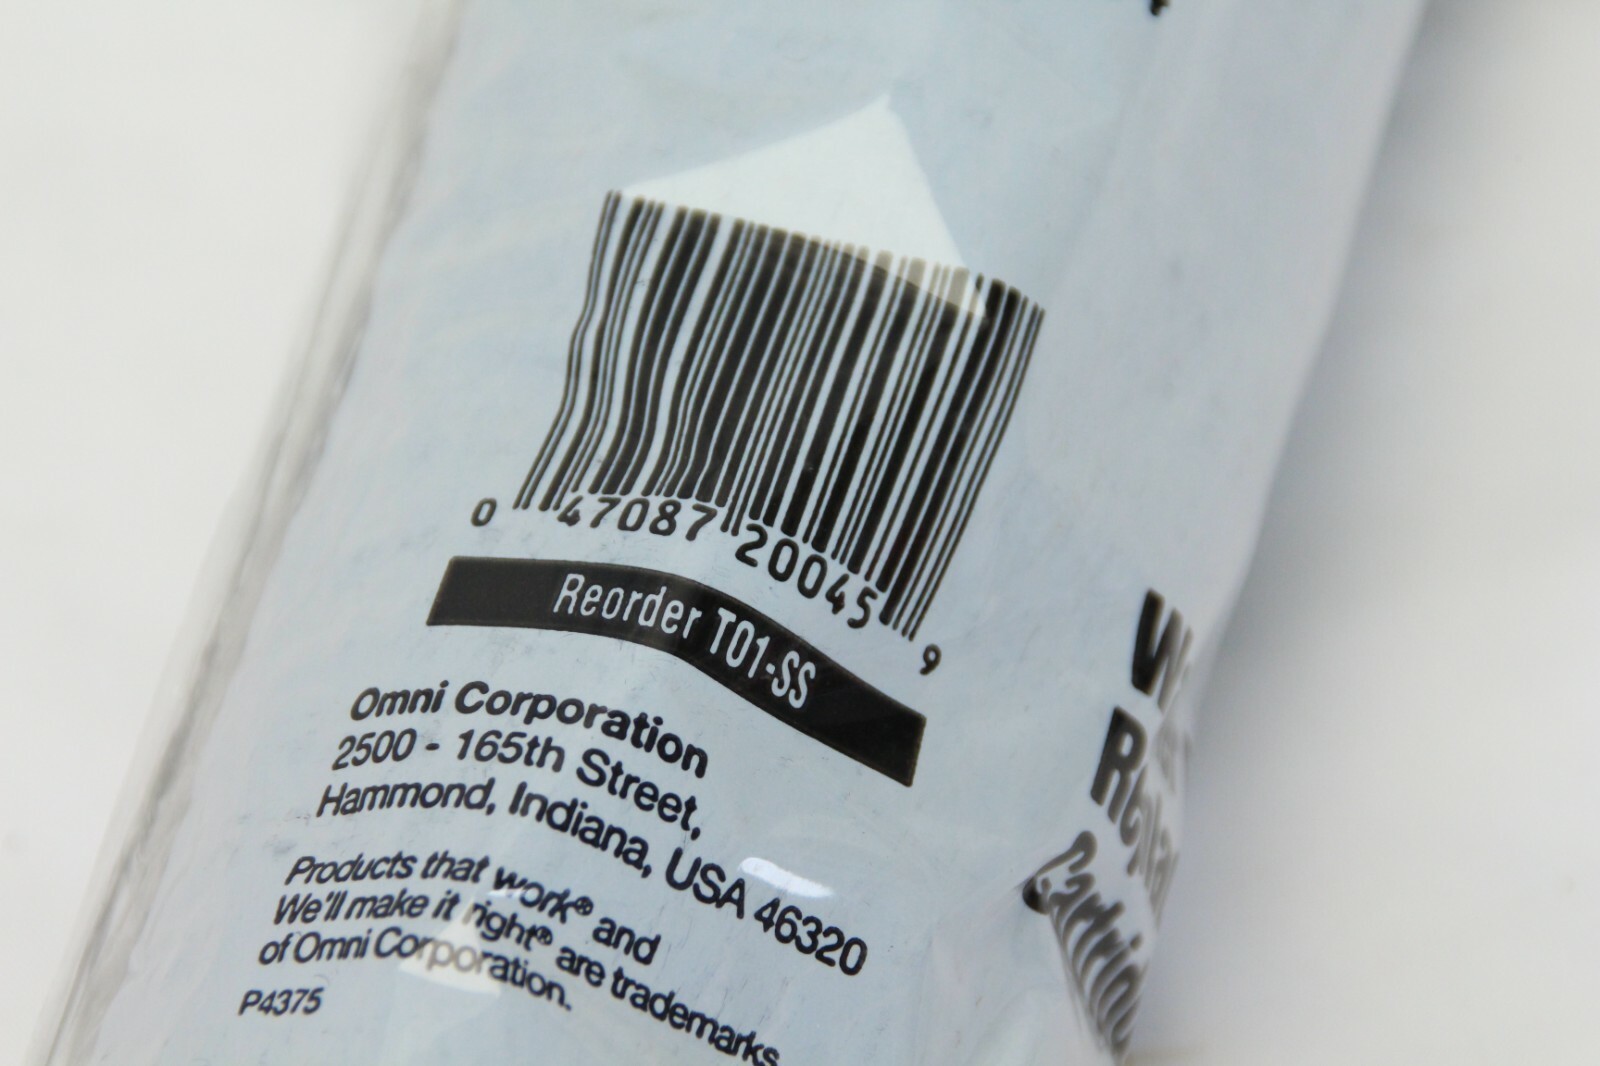 0 47087 20045 9
Reorder T01-SS
Omni Corporation
2500 - 165th Street,
Hammond, Indiana, USA 46320
Products that work® and
We'll make it right® are trademarks
of Omni Corporation.
P4375